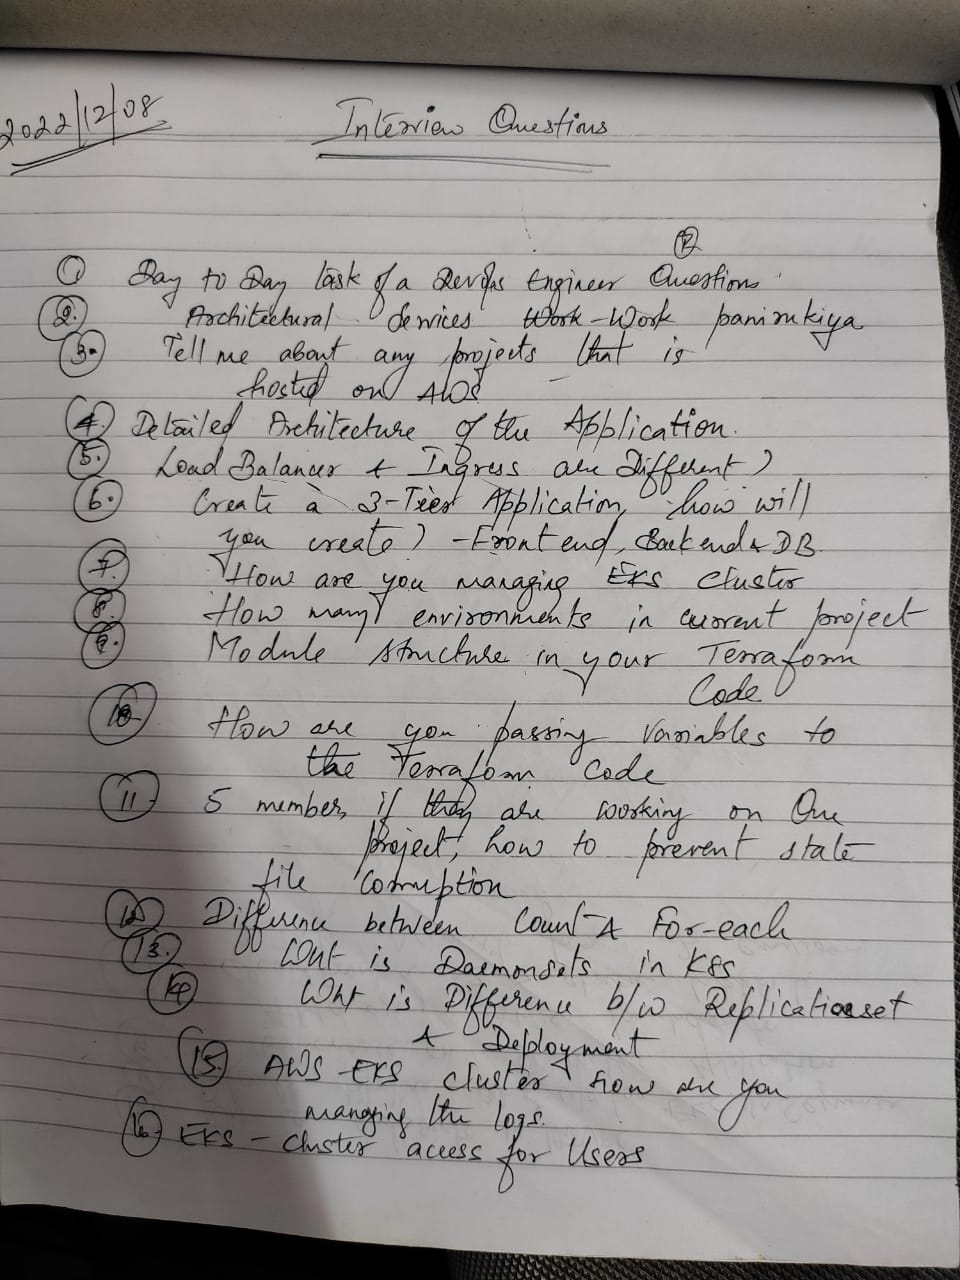 2022/12/08
Interview Questions
① Day to Day task of a DevOps Engineer Questions
②. Architectural services Work-Work panirukiya
③. Tell me about any projects that is
hosted on AWS
④. Detailed Architecture of the Application.
⑤. Load Balancer & Ingress are Different?
⑥. Create a 3-Tier Application, how will
you create? - Front end, Backend & DB.
⑦. How are you managing EKS cluster
⑧. How many environments in current project
⑨. Module structure in your Terraform
Code
⑩. How are you passing variables to
the Terraform Code
⑪. 5 member, if they are working on One
project, how to prevent state
file corruption
⑫ Difference between Count & For-each
⑬. What is Daemonsets in K8s
⑭ What is Difference b/w Replicationset
& Deployment
⑮. AWS EKS cluster how are you
managing the logs.
⑯ EKS - cluster access for Users